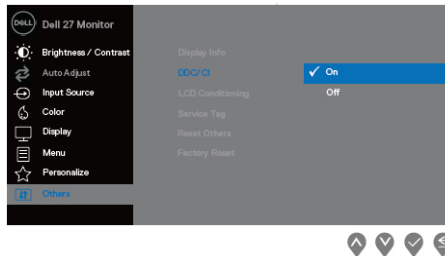 DELL Dell 27 Monitor
Brightness / Contrast
Auto Adjust
Input Source
Color
Display
Menu
Personalize
Others
Display Info
DDC/CI
LCD Conditioning
Service Tag
Reset Others
Factory Reset
On
Off